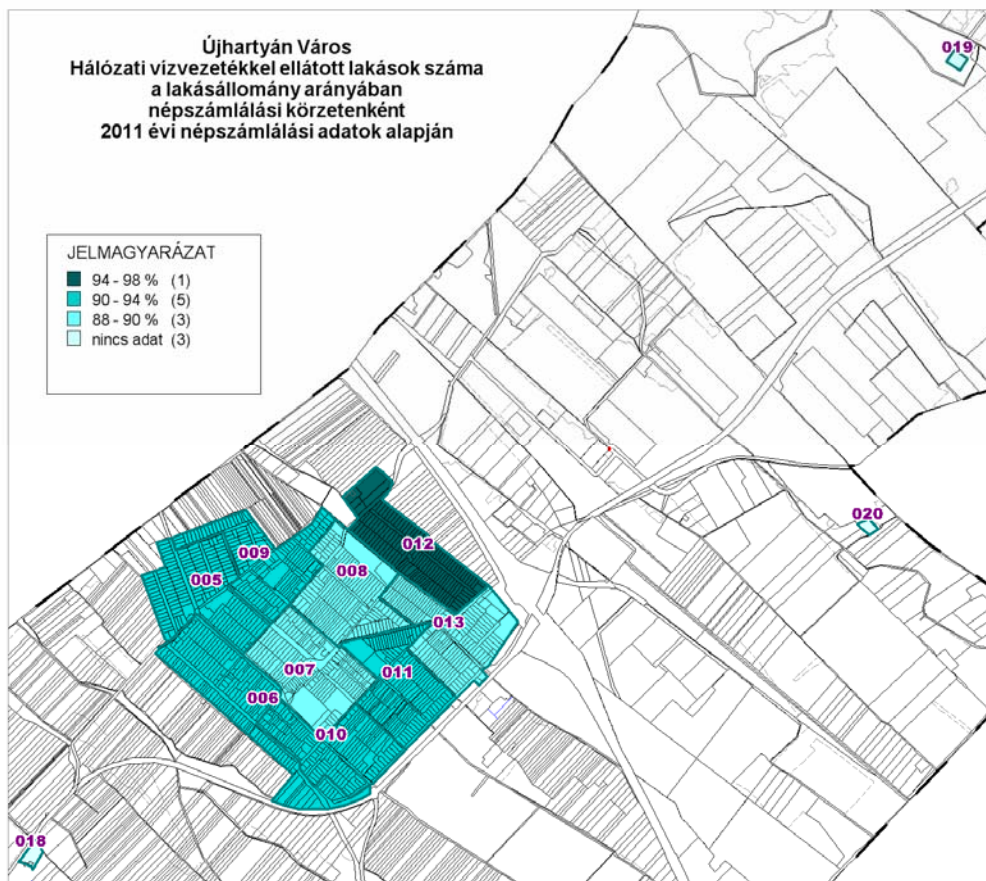 Újhartyán Város
Hálózati vízvezetékkel ellátott lakások száma
a lakásállomány arányában
népszámlálási körzetenként
2011 évi népszámlálási adatok alapján
JELMAGYARÁZAT
94 - 98 % (1)
90 - 94 % (5)
88 - 90 % (3)
nincs adat (3)
019
020
012
009
008
005
013
007
011
006
010
018